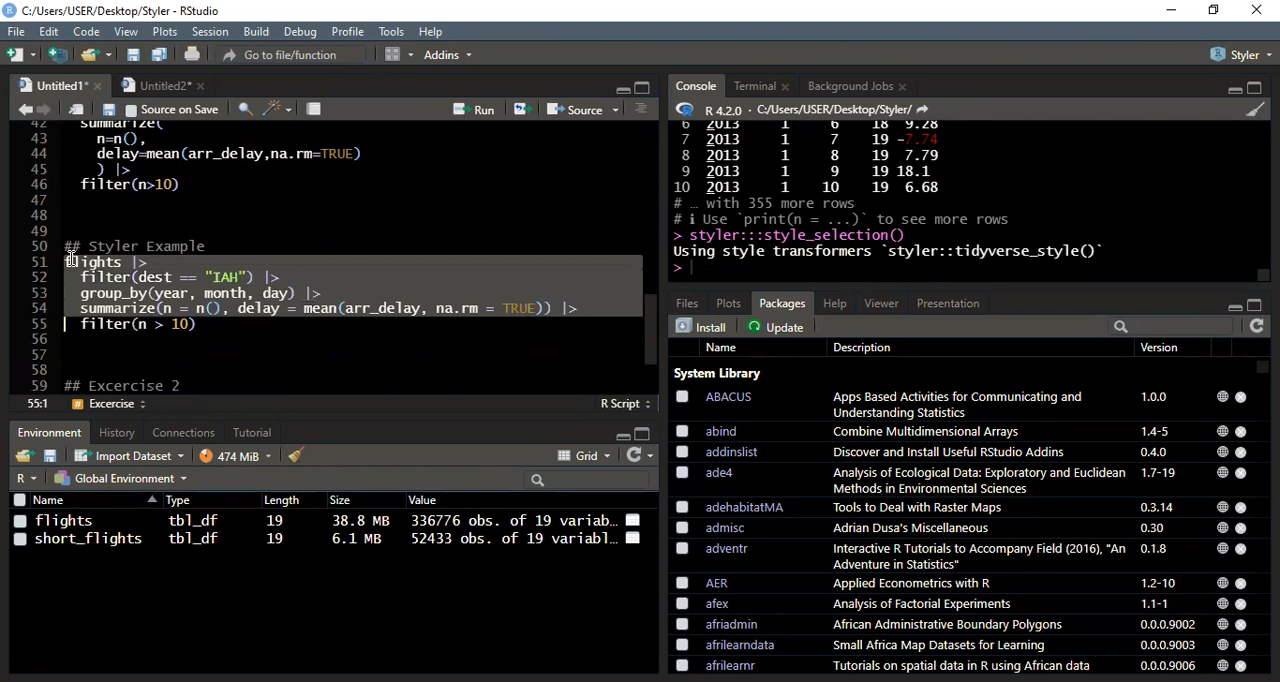 C:/Users/USER/Desktop/Styler - RStudio
File Edit Code View Plots Session Build Debug Profile Tools Help
Go to file/function Addins Styler
Untitled1* Untitled2*
Source on Save Run Source
42 summarize(
43 n=n(),
44 delay=mean(arr_delay,na.rm=TRUE)
45 ) |>
46 filter(n>10)
47
48
49
50 ## Styler Example
51 flights |>
52 filter(dest == "IAH") |>
53 group_by(year, month, day) |>
54 summarize(n = n(), delay = mean(arr_delay, na.rm = TRUE)) |>
55 filter(n > 10)
56
57
58
59 ## Excercise 2
55:1 # Excercise R Script
Environment History Connections Tutorial
Import Dataset 474 MiB Grid
R Global Environment
Name Type Length Size Value
flights tbl_df 19 38.8 MB 336776 obs. of 19 variab...
short_flights tbl_df 19 6.1 MB 52433 obs. of 19 variabl...
Console Terminal Background Jobs
R R 4.2.0 · C:/Users/USER/Desktop/Styler/
6 2013 1 6 18 9.28
7 2013 1 7 19 -7.74
8 2013 1 8 19 7.79
9 2013 1 9 19 18.1
10 2013 1 10 19 6.68
# … with 355 more rows
# ℹ Use `print(n = ...)` to see more rows
> styler:::style_selection()
Using style transformers `styler::tidyverse_style()`
>
Files Plots Packages Help Viewer Presentation
Install Update
Name Description Version
System Library
ABACUS Apps Based Activities for Communicating and Understanding Statistics 1.0.0
abind Combine Multidimensional Arrays 1.4-5
addinslist Discover and Install Useful RStudio Addins 0.4.0
ade4 Analysis of Ecological Data: Exploratory and Euclidean Methods in Environmental Sciences 1.7-19
adehabitatMA Tools to Deal with Raster Maps 0.3.14
admisc Adrian Dusa's Miscellaneous 0.30
adventr Interactive R Tutorials to Accompany Field (2016), "An Adventure in Statistics" 0.1.8
AER Applied Econometrics with R 1.2-10
afex Analysis of Factorial Experiments 1.1-1
afriadmin African Administrative Boundary Polygons 0.0.0.9002
afrilearndata Small Africa Map Datasets for Learning 0.0.0.9003
afrilearnr Tutorials on spatial data in R using African data 0.0.0.9006